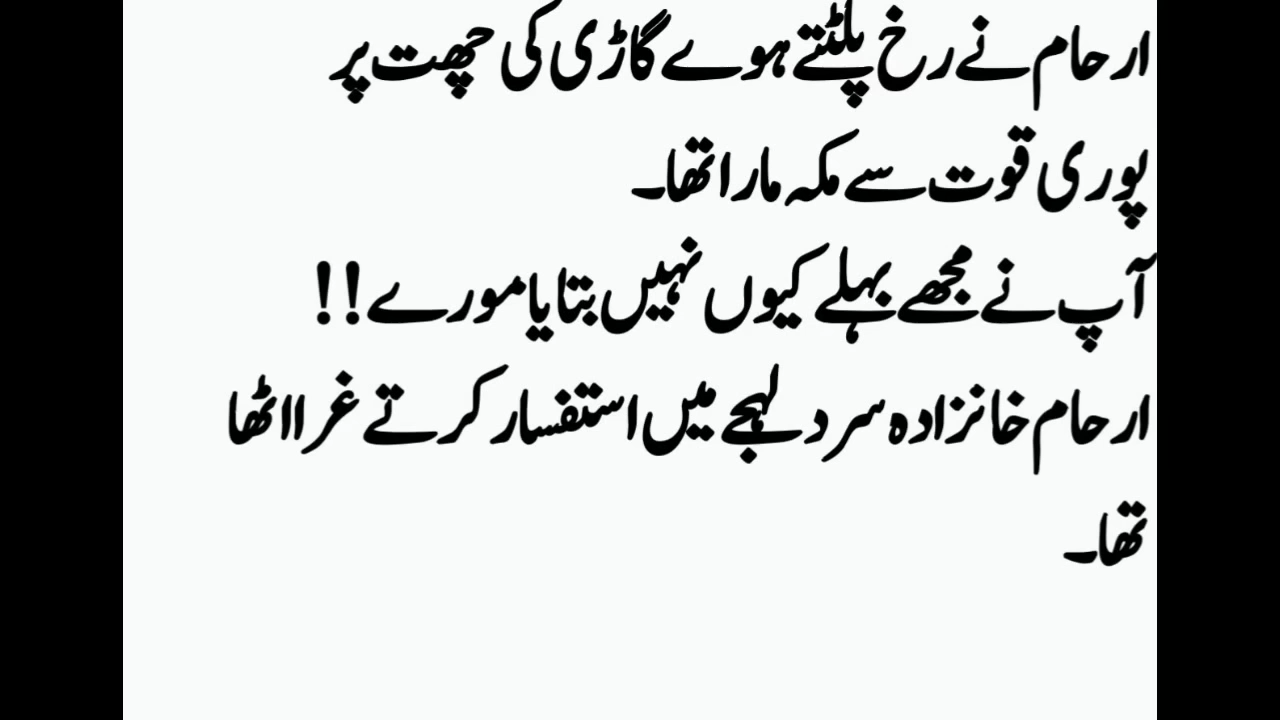 ارحام نے رخ پلٹتے ہوے گاڑی کی چھت پر
پوری قوت سے مکہ مارا تھا۔
آپ نے مجھے پہلے کیوں نہیں بتایا مورے!!
ارحام خانزادہ سرد لہجے میں استفسار کرتے غرا اٹھا
تھا۔